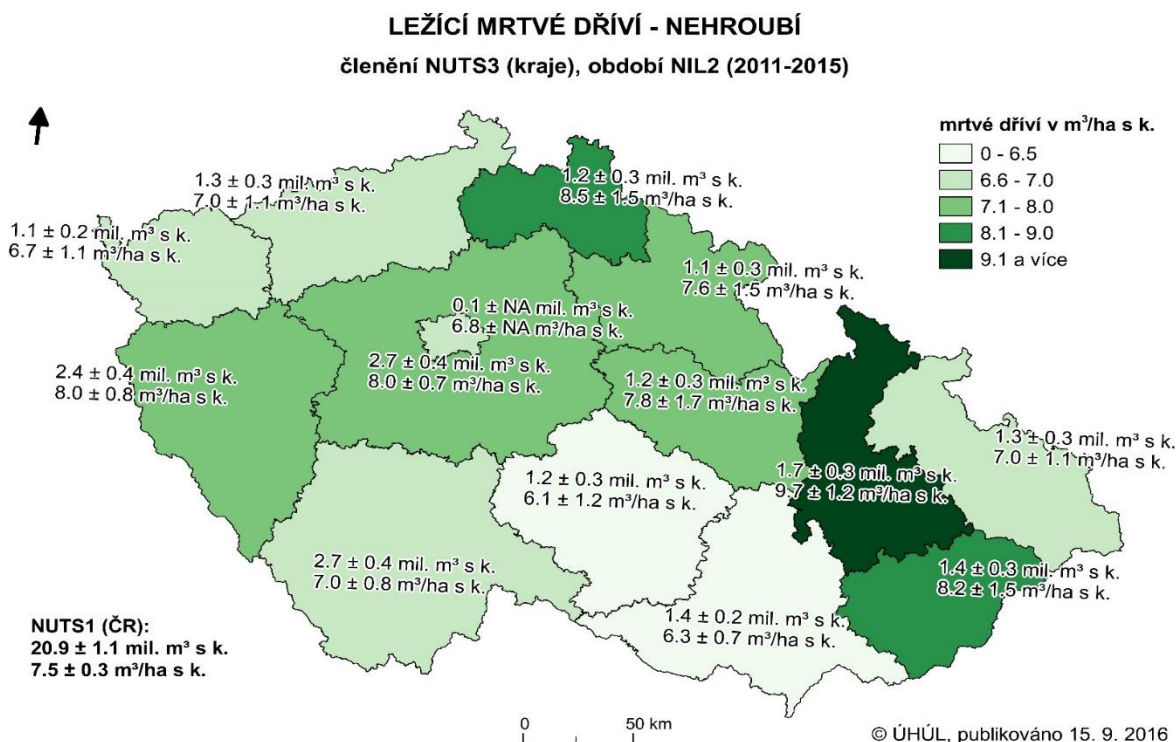 LEŽÍCÍ MRTVÉ DŘÍVÍ - NEHROUBÍ
členění NUTS3 (kraje), období NIL2 (2011-2015)
mrtvé dříví v m³/ha s k.
0 - 6.5
6.6 - 7.0
7.1 - 8.0
8.1 - 9.0
9.1 a více
1.3 ± 0.3 mil. m³ s k.
7.0 ± 1.1 m³/ha s k.
1.2 ± 0.3 mil. m³ s k.
8.5 ± 1.5 m³/ha s k.
1.1 ± 0.2 mil. m³ s k.
6.7 ± 1.1 m³/ha s k.
1.1 ± 0.3 mil. m³ s k.
7.6 ± 1.5 m³/ha s k.
0.1 ± NA mil. m³ s k.
6.8 ± NA m³/ha s k.
2.4 ± 0.4 mil. m³ s k.
8.0 ± 0.8 m³/ha s k.
2.7 ± 0.4 mil. m³ s k.
8.0 ± 0.7 m³/ha s k.
1.2 ± 0.3 mil. m³ s k.
7.8 ± 1.7 m³/ha s k.
1.3 ± 0.3 mil. m³ s k.
7.0 ± 1.1 m³/ha s k.
1.2 ± 0.3 mil. m³ s k.
6.1 ± 1.2 m³/ha s k.
1.7 ± 0.3 mil. m³ s k.
9.7 ± 1.2 m³/ha s k.
2.7 ± 0.4 mil. m³ s k.
7.0 ± 0.8 m³/ha s k.
1.4 ± 0.3 mil. m³ s k.
8.2 ± 1.5 m³/ha s k.
1.4 ± 0.2 mil. m³ s k.
6.3 ± 0.7 m³/ha s k.
NUTS1 (ČR):
20.9 ± 1.1 mil. m³ s k.
7.5 ± 0.3 m³/ha s k.
0 50 km
© ÚHÚL, publikováno 15. 9. 2016